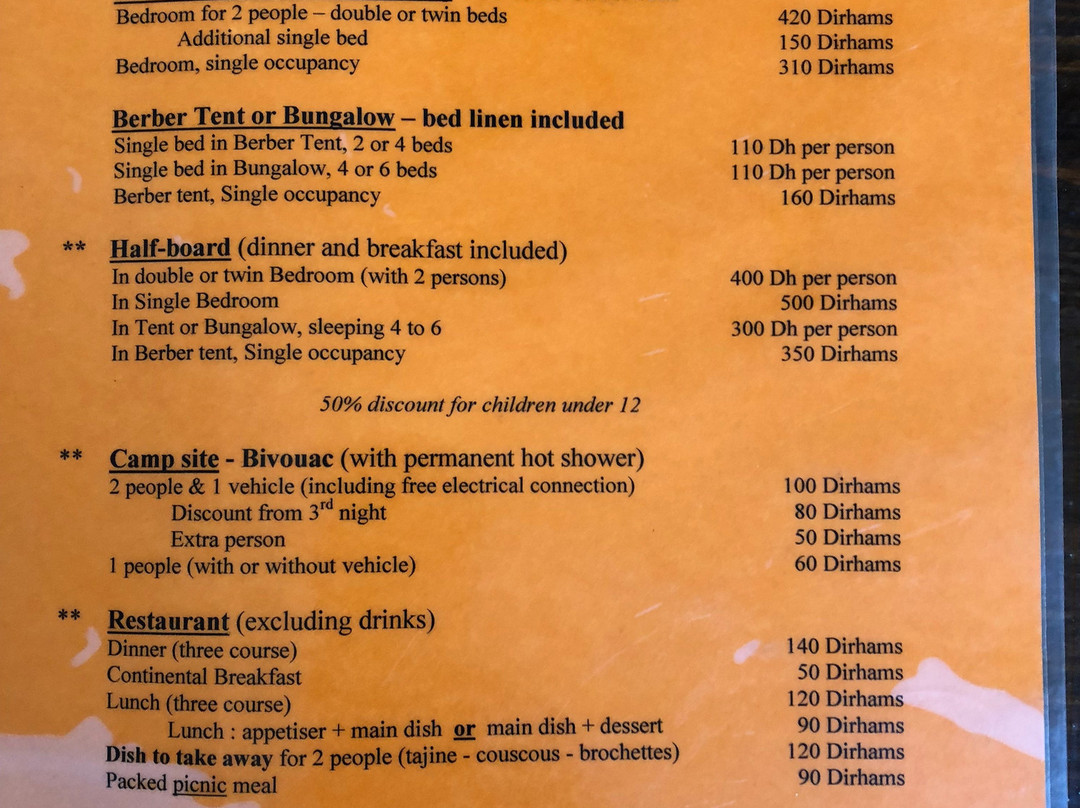 Bedroom for 2 people – double or twin beds 420 Dirhams
Additional single bed 150 Dirhams
Bedroom, single occupancy 310 Dirhams
Berber Tent or Bungalow – bed linen included
Single bed in Berber Tent, 2 or 4 beds 110 Dh per person
Single bed in Bungalow, 4 or 6 beds 110 Dh per person
Berber tent, Single occupancy 160 Dirhams
** Half-board (dinner and breakfast included)
In double or twin Bedroom (with 2 persons) 400 Dh per person
In Single Bedroom 500 Dirhams
In Tent or Bungalow, sleeping 4 to 6 300 Dh per person
In Berber tent, Single occupancy 350 Dirhams
50% discount for children under 12
** Camp site - Bivouac (with permanent hot shower)
2 people & 1 vehicle (including free electrical connection) 100 Dirhams
Discount from 3rd night 80 Dirhams
Extra person 50 Dirhams
1 people (with or without vehicle) 60 Dirhams
** Restaurant (excluding drinks)
Dinner (three course) 140 Dirhams
Continental Breakfast 50 Dirhams
Lunch (three course) 120 Dirhams
Lunch : appetiser + main dish or main dish + dessert 90 Dirhams
Dish to take away for 2 people (tajine - couscous - brochettes) 120 Dirhams
Packed picnic meal 90 Dirhams